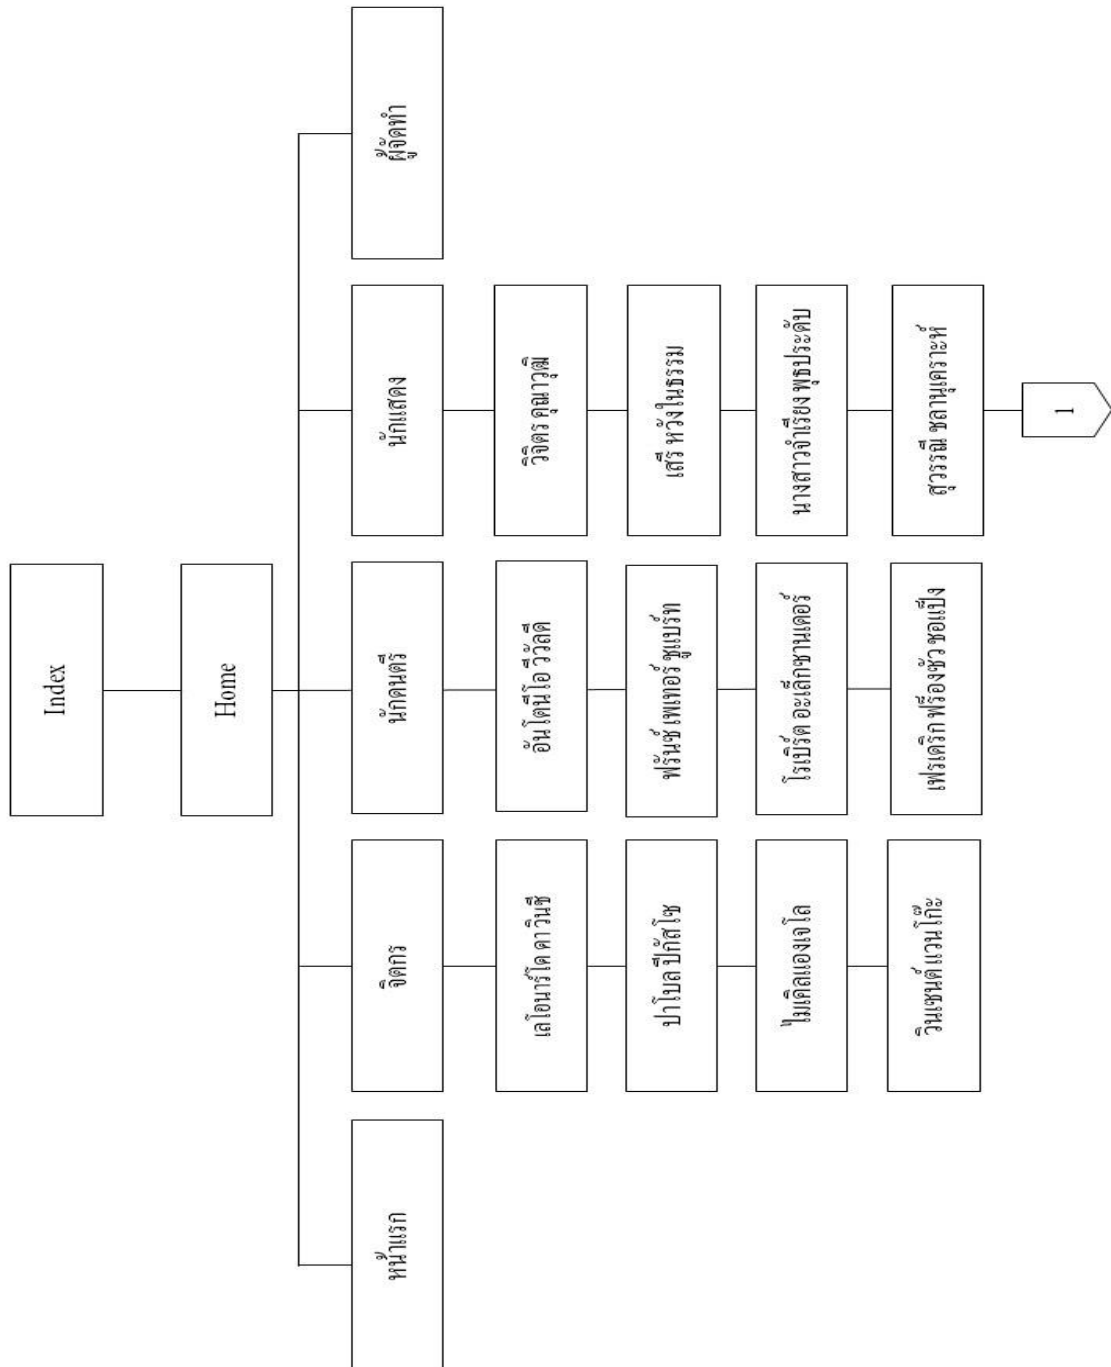 Index
Home
หน้าแรก
จิตกร
นักดนตรี
นักแสดง
ผู้จัดทำ
เลโอนาร์โด ดา วินชี
ปาโบล ปีกัสโซ
ไมเคิลแองเจโล
วินเซนต์ แวนโก๊ะ
อันโตนีโอ วีวัลดี
ฟรันซ์ เพเทอร์ ชูแบร์ท
โรเบิร์ต อะเล็กซานเดอร์
เฟรเดริก ฟร็องซัว ชอแป็ง
วิจิตร คุณาวุฒิ
เสรี หวังในธรรม
นางสาวจำเรียง พุธประดับ
สุวรรณี ชลานุเคราะห์
1